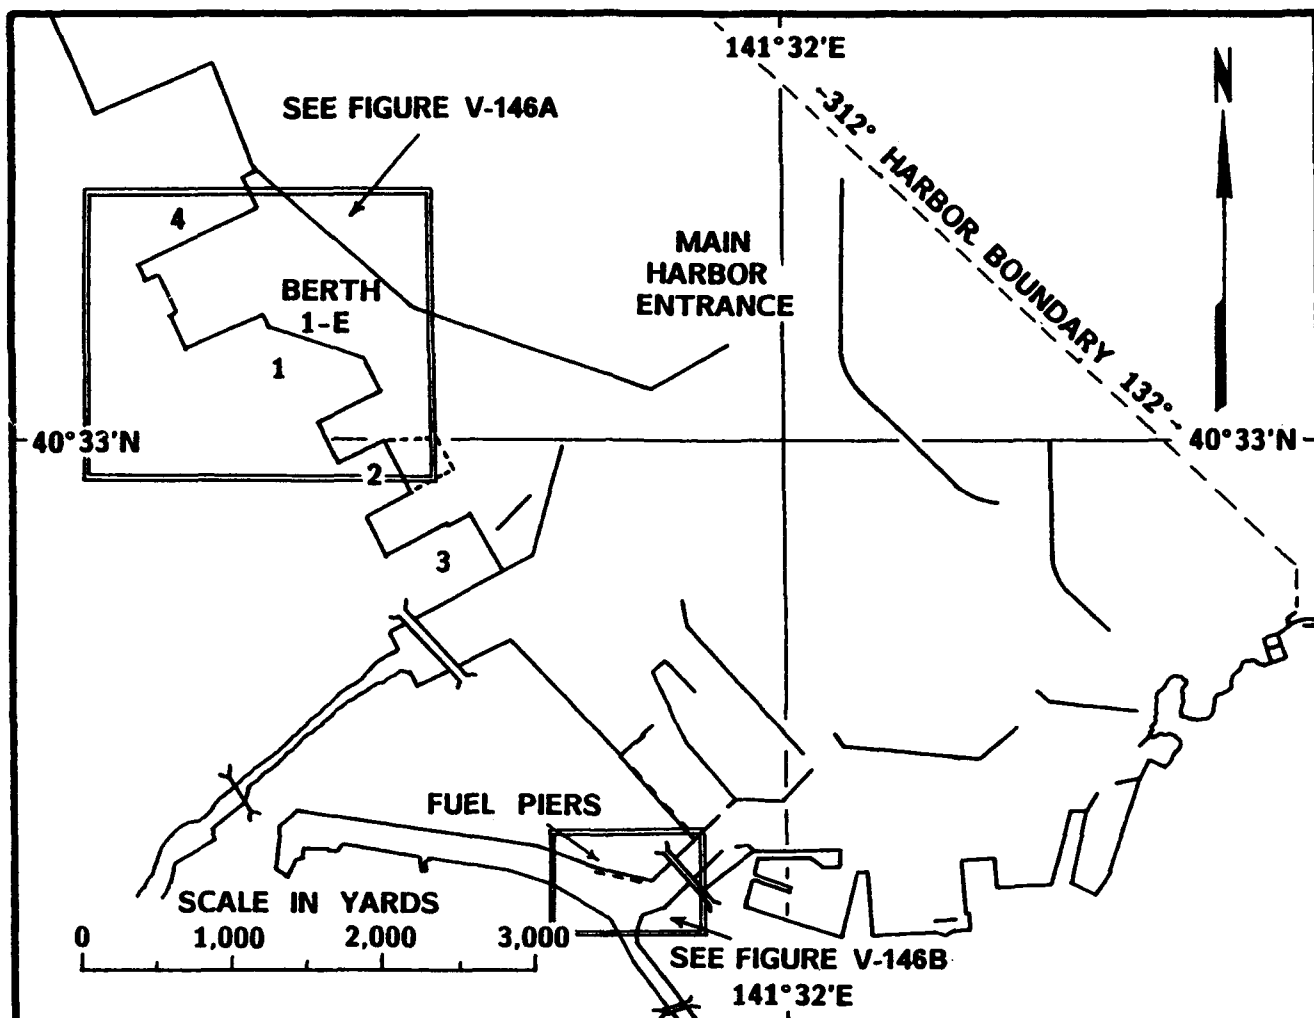 141°32'E
N
SEE FIGURE V-146A
~312° HARBOR BOUNDARY 132°~
4
MAIN
HARBOR
ENTRANCE
BERTH
1-E
1
40°33'N
40°33'N
2
3
FUEL PIERS
SCALE IN YARDS
0 1,000 2,000 3,000
SEE FIGURE V-146B
141°32'E